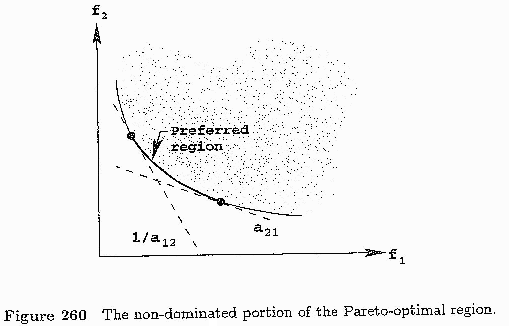 f₂
Preferred
region
a₂₁
1/a₁₂
f₁
Figure 260 The non-dominated portion of the Pareto-optimal region.